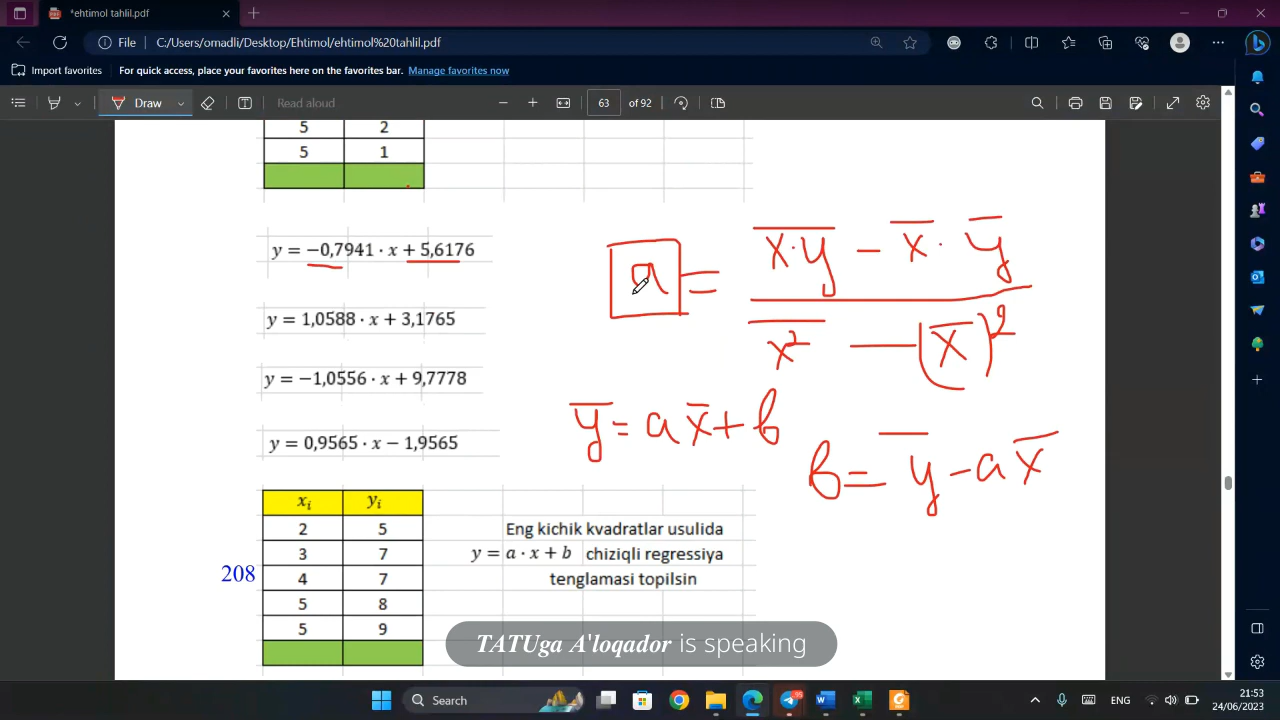 *ehtimol tahlil.pdf
File C:/Users/omadli/Desktop/Ehtimol/ehtimol%20tahlil.pdf
Import favorites For quick access, place your favorites here on the favorites bar. Manage favorites now
Draw Read aloud 63 of 92
5 2
5 1
y = −0,7941 · x + 5,6176
y = 1,0588 · x + 3,1765
y = −1,0556 · x + 9,7778
y = 0,9565 · x − 1,9565
a = (x̅·̅y̅ − x̅ · y̅) / (x̅²̅ − (x̅)²)
y̅ = a x̅ + b
b = y̅ − a x̅
208
xᵢ yᵢ
2 5
3 7
4 7
5 8
5 9
Eng kichik kvadratlar usulida
y = a · x + b chiziqli regressiya
tenglamasi topilsin
TATUga A'loqador is speaking
Search
99
ENG
21:53
24/06/2023